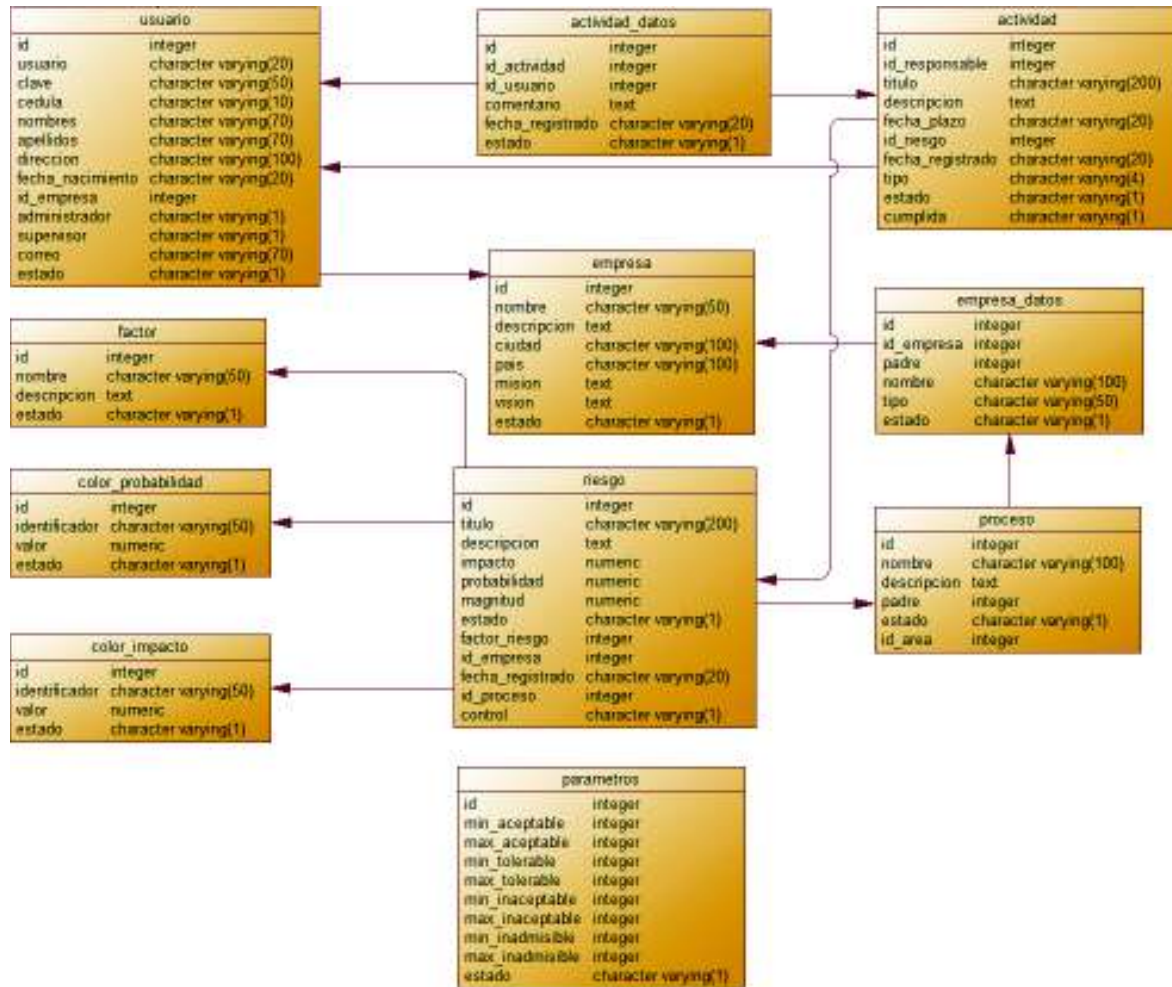 usuario
id integer
usuario character varying(20)
clave character varying(50)
cedula character varying(10)
nombres character varying(70)
apellidos character varying(70)
direccion character varying(100)
fecha_nacimiento character varying(20)
id_empresa integer
administrador character varying(1)
supervisor character varying(1)
correo character varying(70)
estado character varying(1)
actividad_datos
id integer
id_actividad integer
id_usuario integer
comentario text
fecha_registrado character varying(20)
estado character varying(1)
actividad
id integer
id_responsable integer
titulo character varying(200)
descripcion text
fecha_plazo character varying(20)
id_riesgo integer
fecha_registrado character varying(20)
tipo character varying(4)
estado character varying(1)
cumplida character varying(1)
empresa
id integer
nombre character varying(50)
descripcion text
ciudad character varying(100)
pais character varying(100)
mision text
vision text
estado character varying(1)
empresa_datos
id integer
id_empresa integer
padre integer
nombre character varying(100)
tipo character varying(50)
estado character varying(1)
factor
id integer
nombre character varying(50)
descripcion text
estado character varying(1)
color_probabilidad
id integer
identificador character varying(50)
valor numeric
estado character varying(1)
riesgo
id integer
titulo character varying(200)
descripcion text
impacto numeric
probabilidad numeric
magnitud numeric
estado character varying(1)
factor_riesgo integer
id_empresa integer
fecha_registrado character varying(20)
id_proceso integer
control character varying(1)
proceso
id integer
nombre character varying(100)
descripcion text
padre integer
estado character varying(1)
id_area integer
color_impacto
id integer
identificador character varying(50)
valor numeric
estado character varying(1)
parametros
id integer
min_aceptable integer
max_aceptable integer
min_tolerable integer
max_tolerable integer
min_inaceptable integer
max_inaceptable integer
min_inadmisible integer
max_inadmisible integer
estado character varying(1)